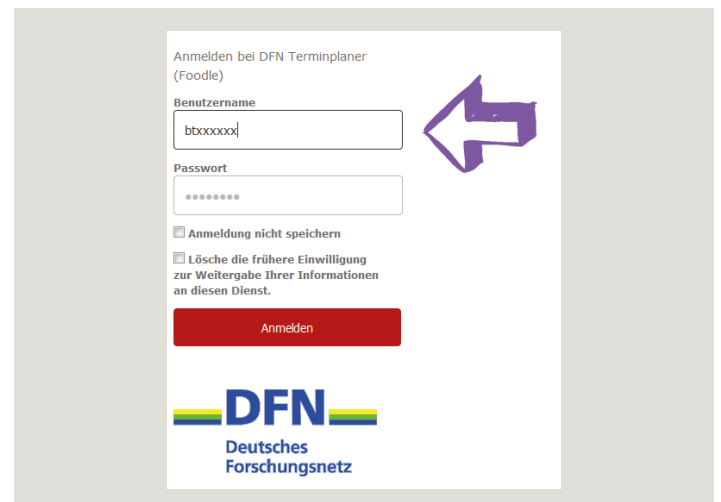 Anmelden bei DFN Terminplaner
(Foodle)
Benutzername
btxxxxxx
Passwort
Anmeldung nicht speichern
Lösche die frühere Einwilligung
zur Weitergabe Ihrer Informationen
an diesen Dienst.
Anmelden
DFN
Deutsches
Forschungsnetz